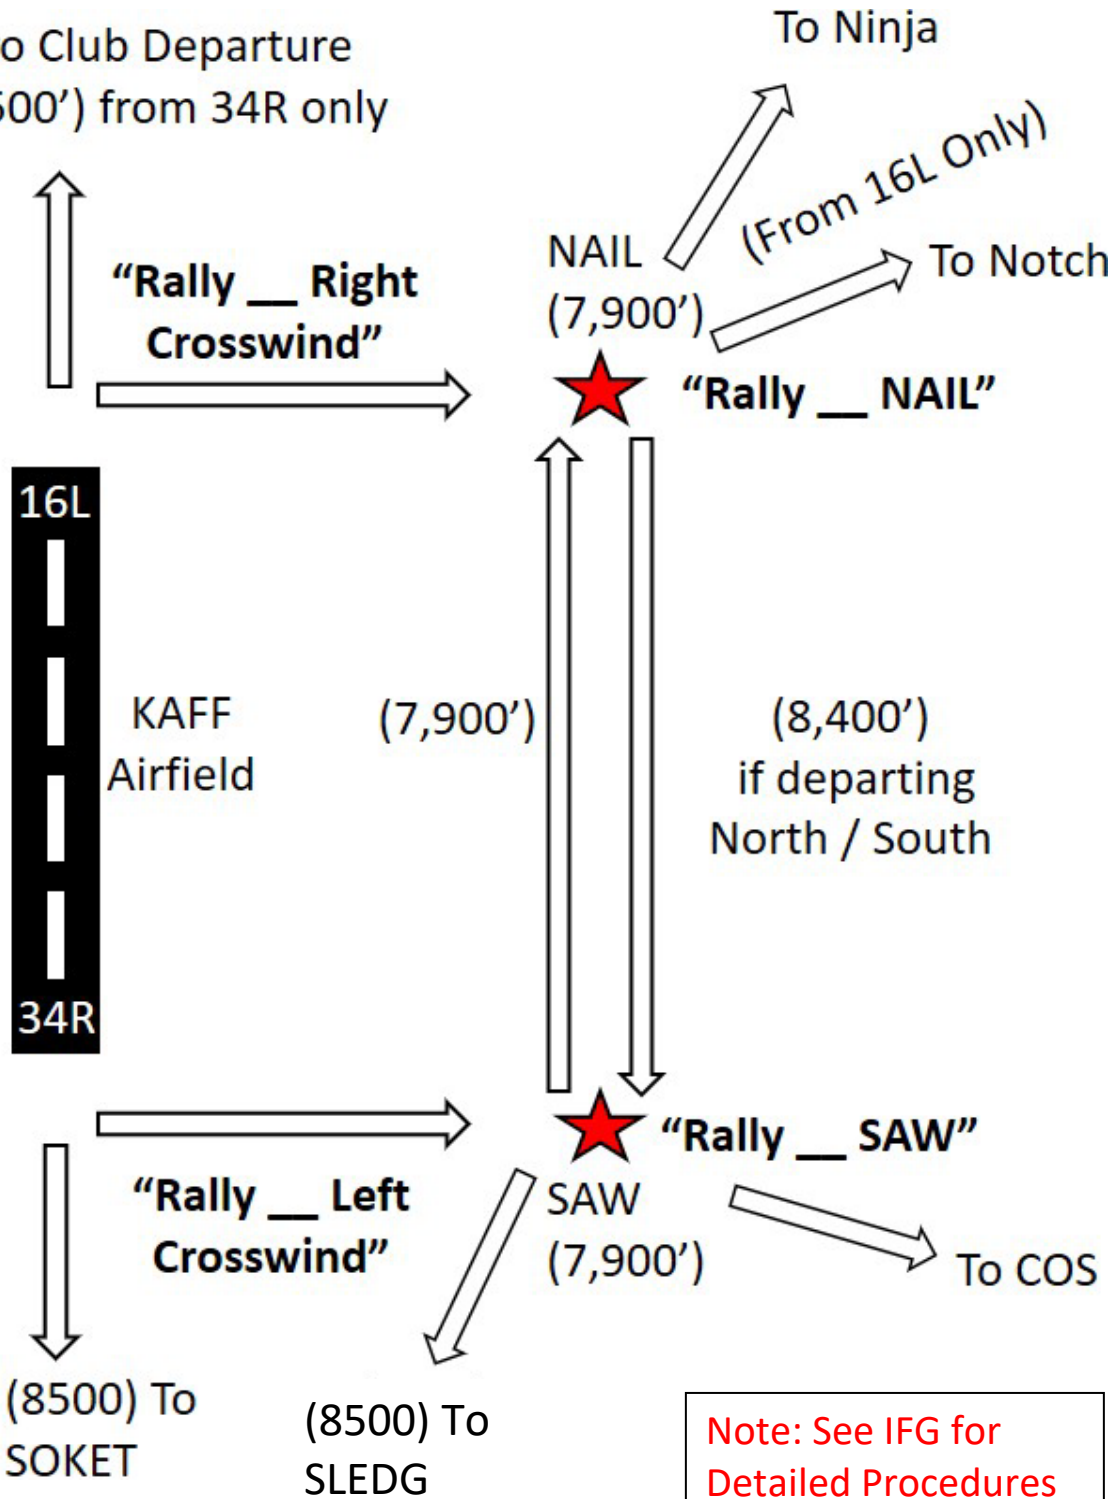 o Club Departure
500’) from 34R only
To Ninja
(From 16L Only)
To Notch
NAIL
(7,900’)
“Rally __ Right
Crosswind”
“Rally __ NAIL”
16L
KAFF
Airfield
(7,900’)
(8,400’)
if departing
North / South
34R
“Rally __ SAW”
“Rally __ Left
Crosswind”
SAW
(7,900’)
To COS
(8500) To
SOKET
(8500) To
SLEDG
Note: See IFG for
Detailed Procedures